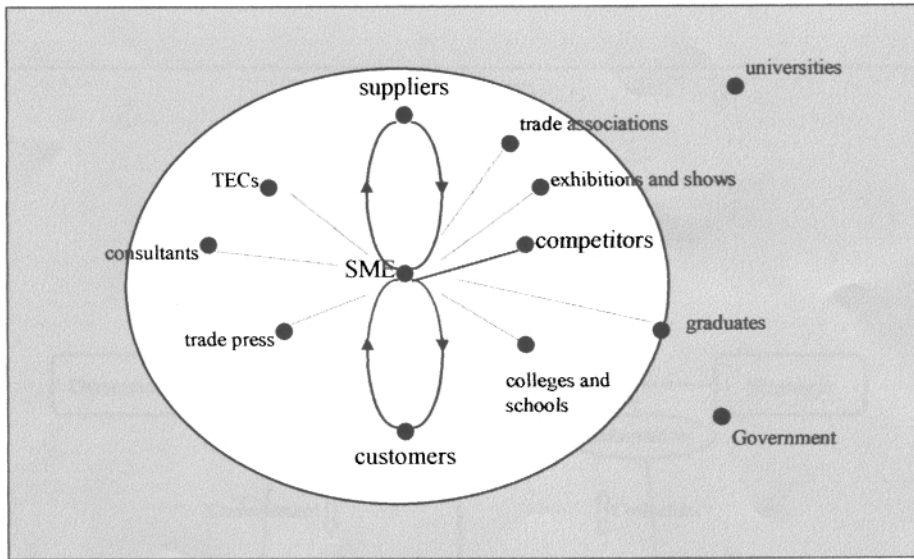 universities
suppliers
trade associations
TECs
exhibitions and shows
consultants
competitors
SME
graduates
trade press
colleges and
schools
Government
customers